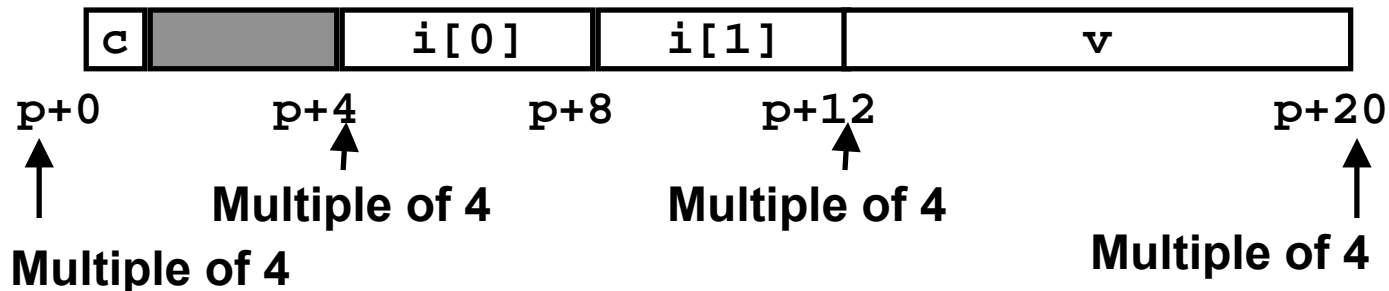 c i[0] i[1] v
p+0 p+4 p+8 p+12 p+20
Multiple of 4 Multiple of 4
Multiple of 4 Multiple of 4